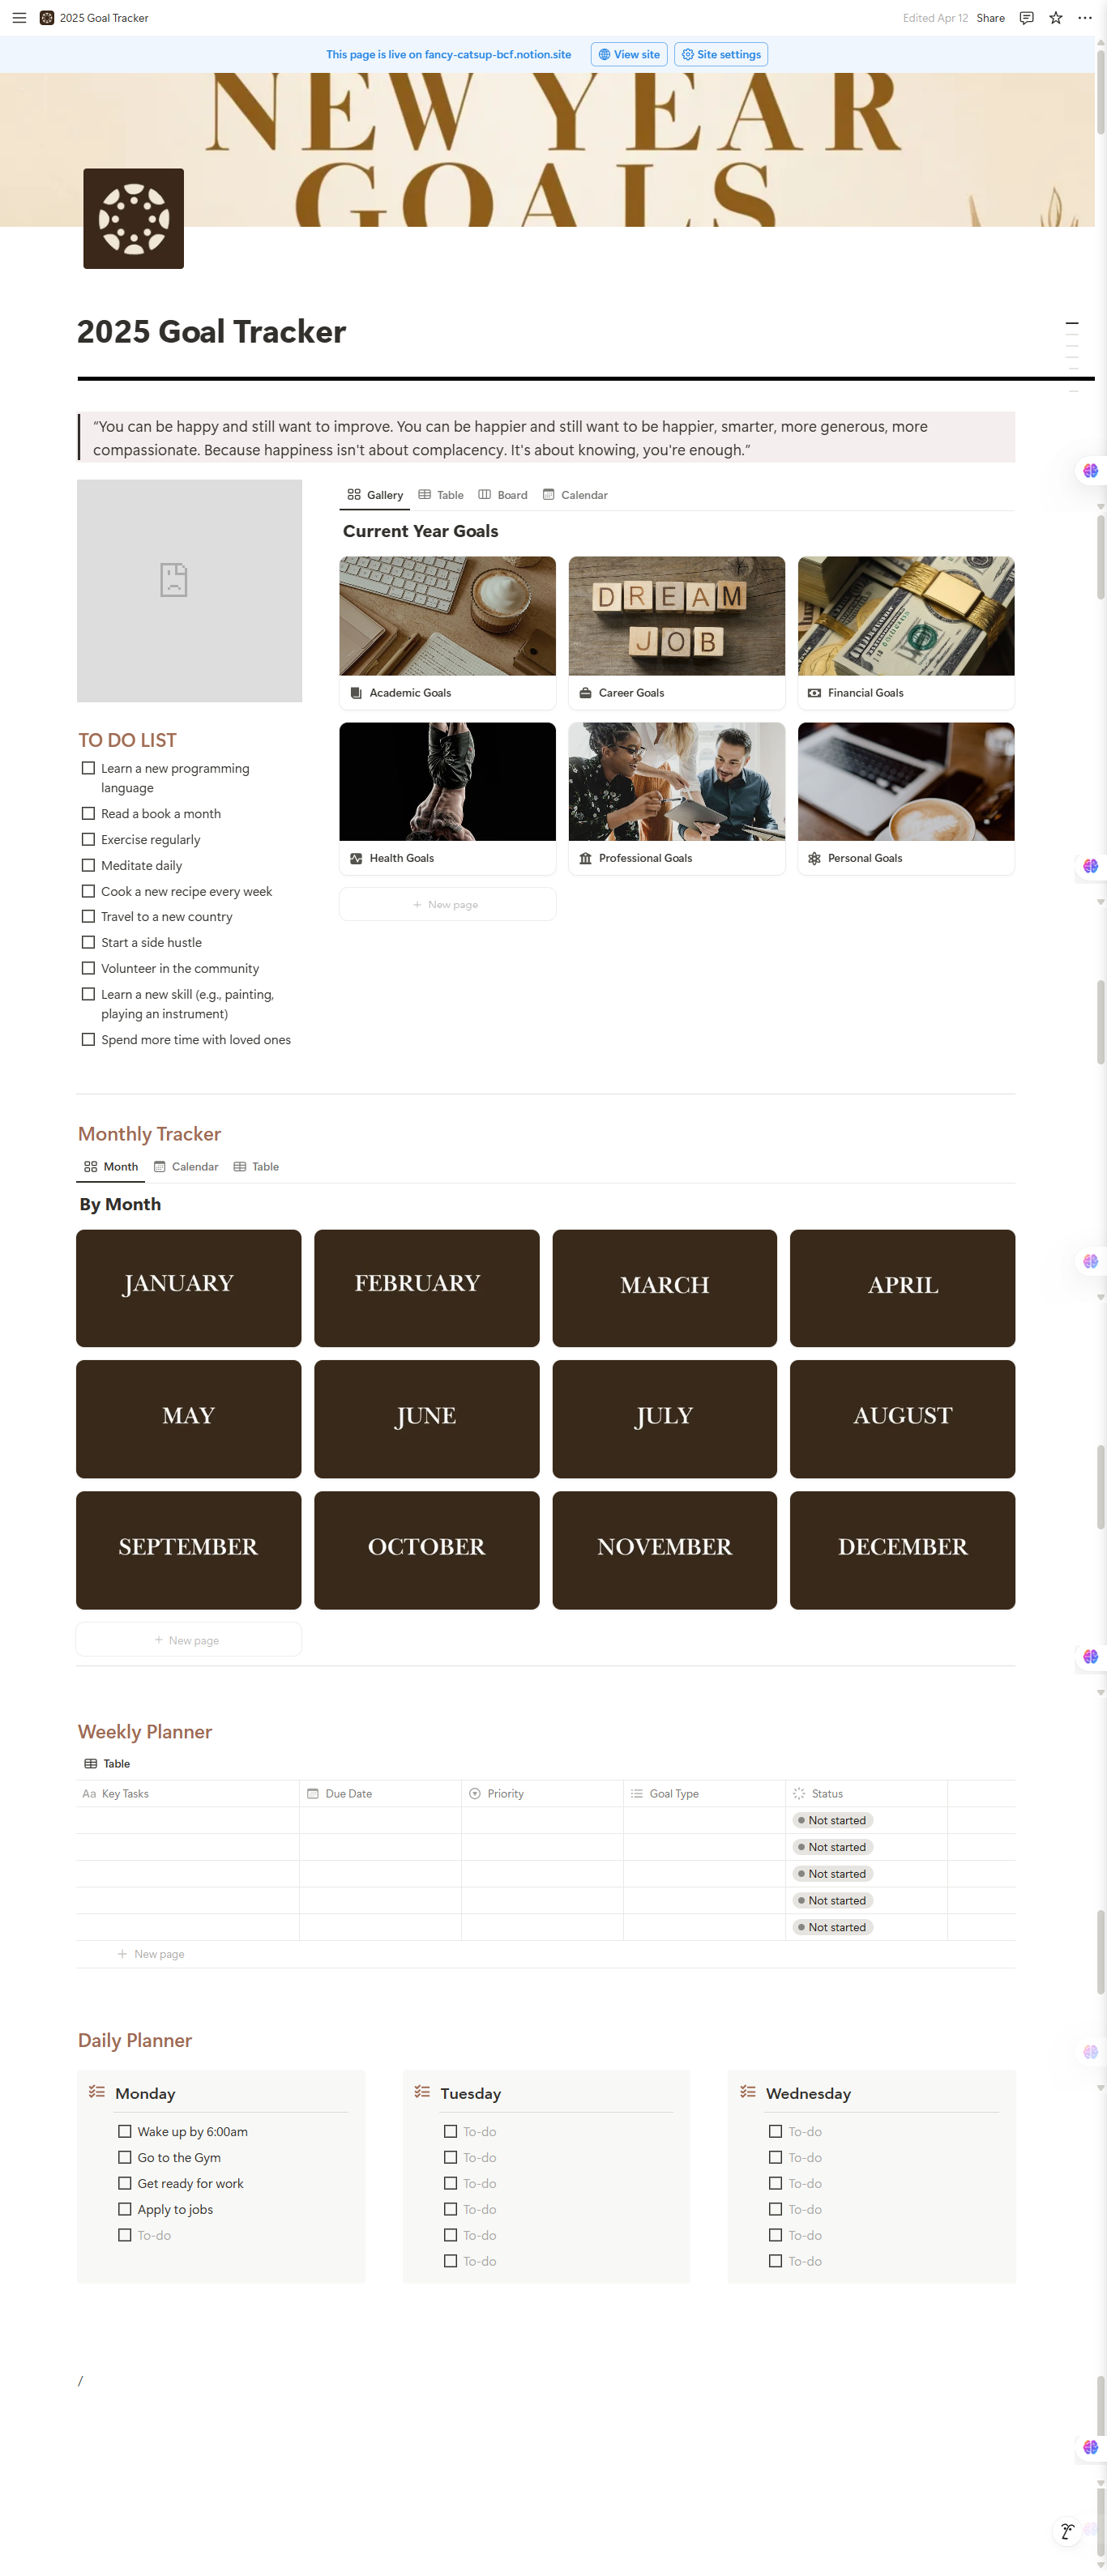 2025 Goal Tracker
Edited Apr 12 Share
This page is live on fancy-catsup-bcf.notion.site View site Site settings
NEW YEAR
GOALS
2025 Goal Tracker
“You can be happy and still want to improve. You can be happier and still want to be happier, smarter, more generous, more
compassionate. Because happiness isn't about complacency. It's about knowing, you're enough.”
Gallery Table Board Calendar
Current Year Goals
DREAM
JOB
Academic Goals Career Goals Financial Goals
Health Goals Professional Goals Personal Goals
New page
TO DO LIST
Learn a new programming
language
Read a book a month
Exercise regularly
Meditate daily
Cook a new recipe every week
Travel to a new country
Start a side hustle
Volunteer in the community
Learn a new skill (e.g., painting,
playing an instrument)
Spend more time with loved ones
Monthly Tracker
Month Calendar Table
By Month
JANUARY FEBRUARY MARCH APRIL
MAY JUNE JULY AUGUST
SEPTEMBER OCTOBER NOVEMBER DECEMBER
New page
Weekly Planner
Table
Aa Key Tasks Due Date Priority Goal Type Status
Not started
Not started
Not started
Not started
Not started
New page
Daily Planner
Monday
Wake up by 6:00am
Go to the Gym
Get ready for work
Apply to jobs
To-do
Tuesday
To-do
To-do
To-do
To-do
To-do
To-do
Wednesday
To-do
To-do
To-do
To-do
To-do
To-do
/